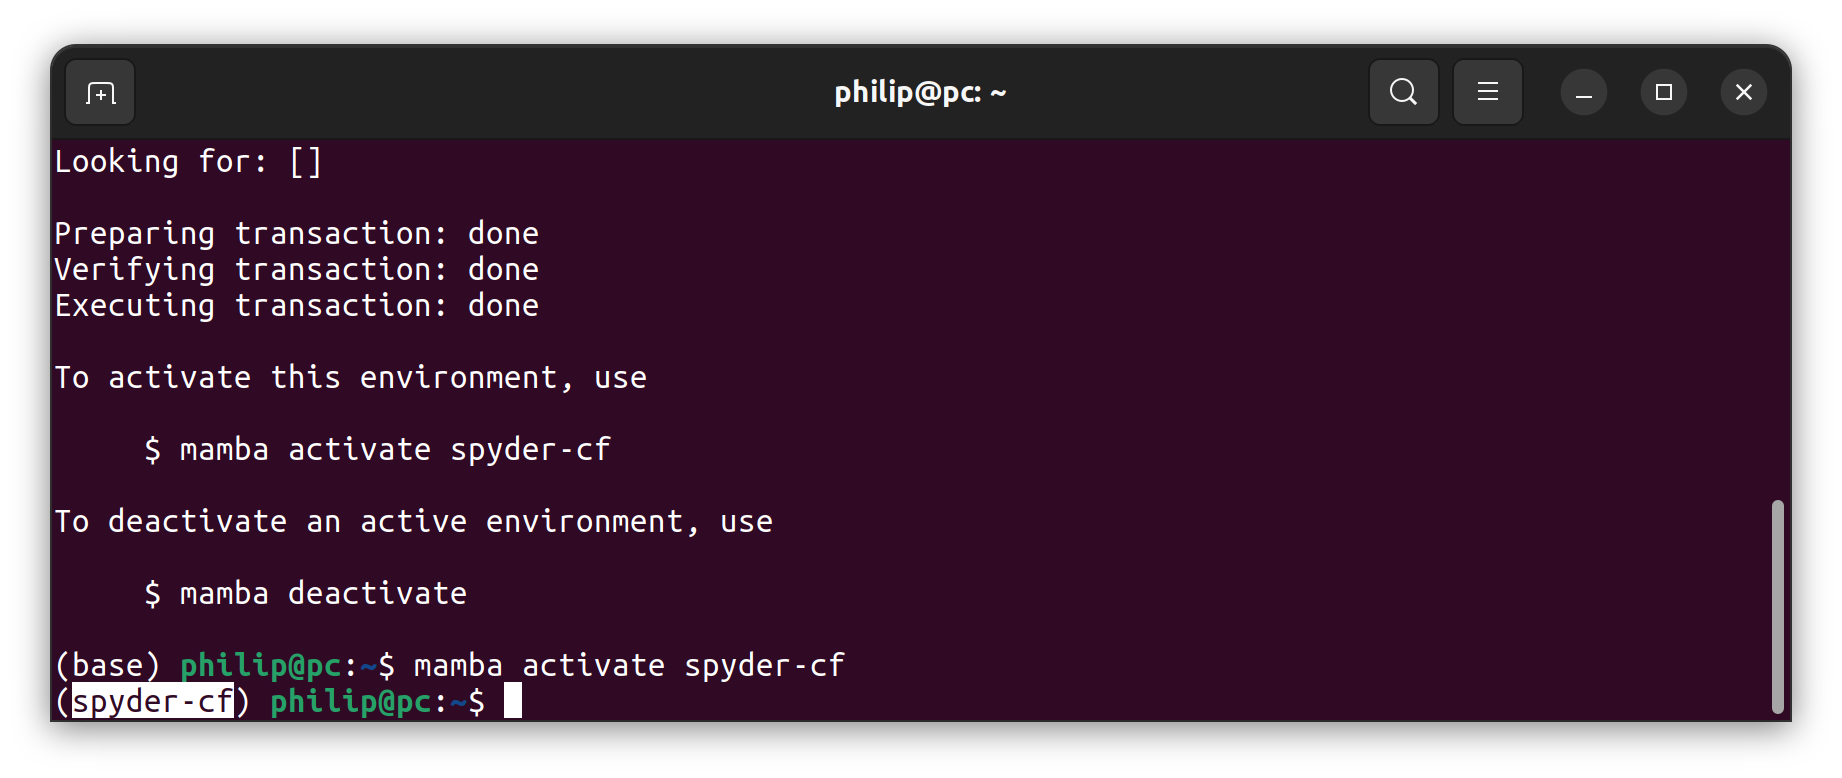 philip@pc: ~
Looking for: []
Preparing transaction: done
Verifying transaction: done
Executing transaction: done
To activate this environment, use
$ mamba activate spyder-cf
To deactivate an active environment, use
$ mamba deactivate
(base) philip@pc:~$ mamba activate spyder-cf
(spyder-cf) philip@pc:~$